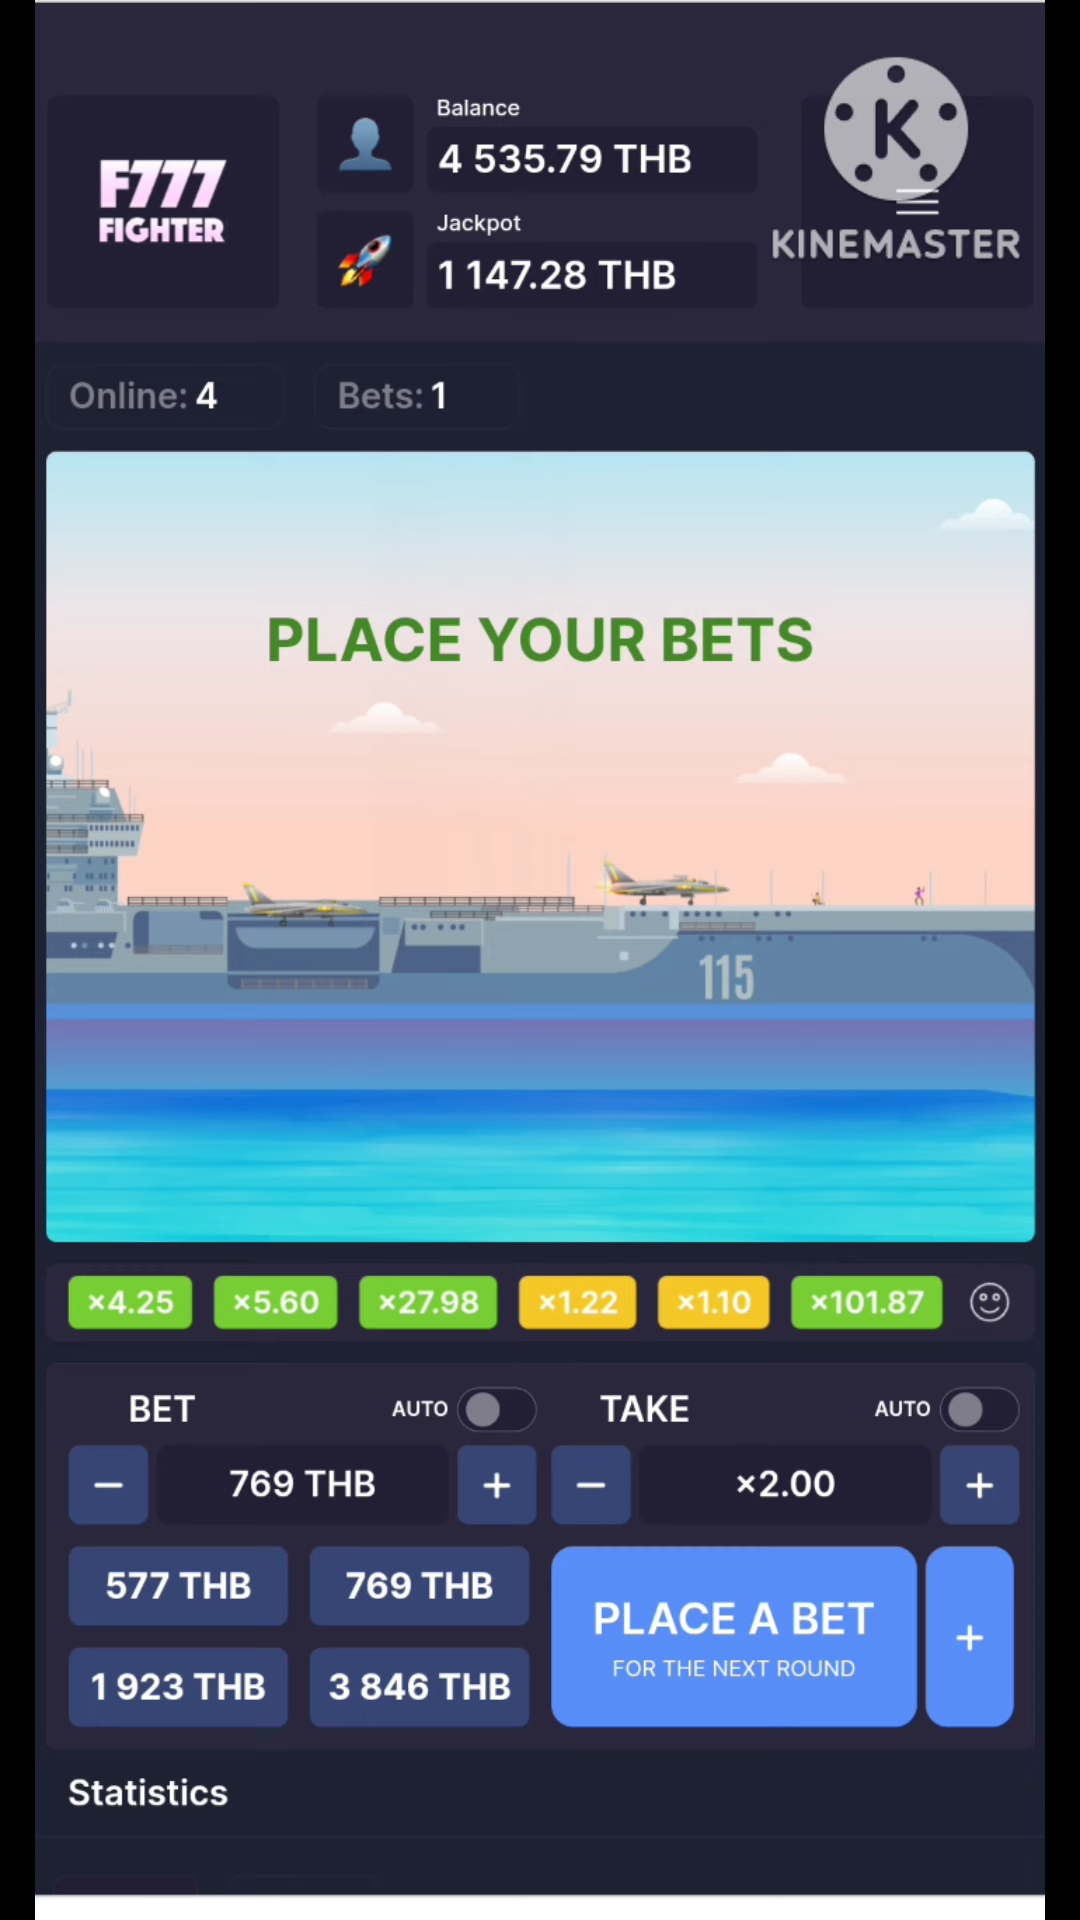 F777
FIGHTER
Balance
4 535.79 THB
Jackpot
1 147.28 THB
K
KINEMASTER
Online: 4
Bets: 1
PLACE YOUR BETS
115
×4.25
×5.60
×27.98
×1.22
×1.10
×101.87
BET
AUTO
TAKE
AUTO
769 THB
×2.00
577 THB
769 THB
1 923 THB
3 846 THB
PLACE A BET
FOR THE NEXT ROUND
Statistics